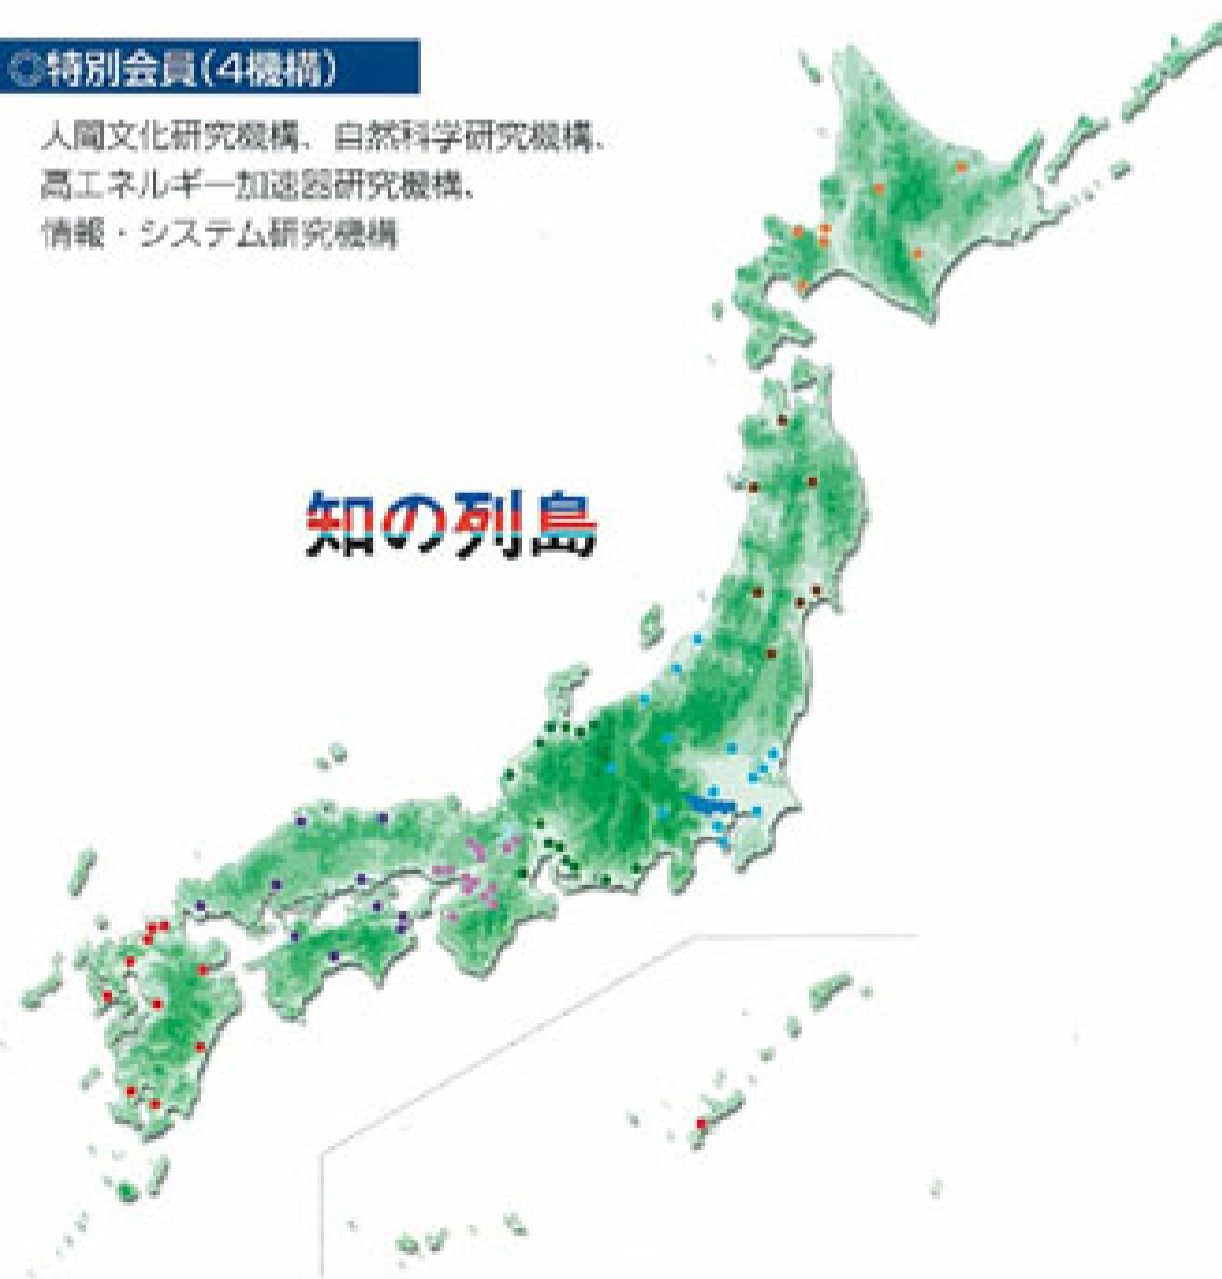 ◎特別会員(4機構)
人間文化研究機構、自然科学研究機構、
高エネルギー加速器研究機構、
情報・システム研究機構
知の列島